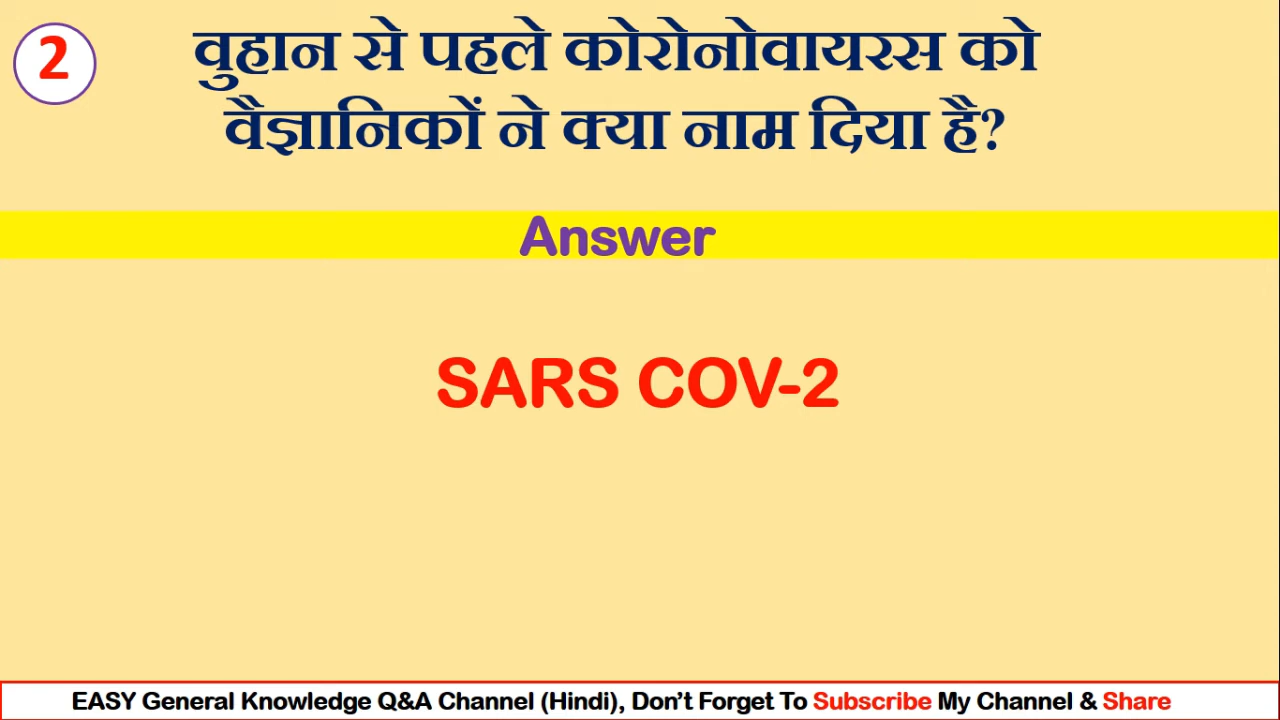 2
वुहान से पहले कोरोनोवायरस को
वैज्ञानिकों ने क्या नाम दिया है?
Answer
SARS COV-2
EASY General Knowledge Q&A Channel (Hindi), Don't Forget To Subscribe My Channel & Share